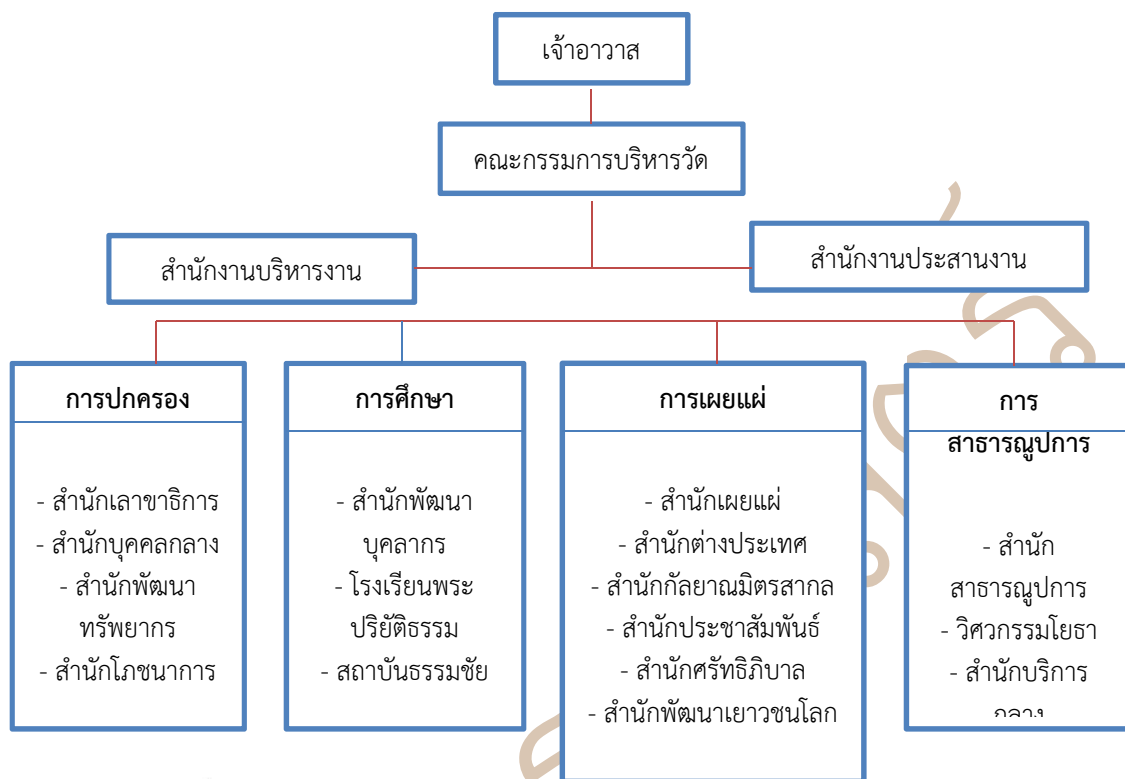 เจ้าอาวาส
คณะกรรมการบริหารวัด
สำนักงานบริหารงาน
สำนักงานประสานงาน
การปกครอง
- สำนักเลาขาธิการ
- สำนักบุคคลกลาง
- สำนักพัฒนา
ทรัพยากร
- สำนักโภชนาการ
การศึกษา
- สำนักพัฒนา
บุคลากร
- โรงเรียนพระ
ปริยัติธรรม
- สถาบันธรรมชัย
การเผยแผ่
- สำนักเผยแผ่
- สำนักต่างประเทศ
- สำนักกัลยาณมิตรสากล
- สำนักประชาสัมพันธ์
- สำนักศรัทธิภิบาล
- สำนักพัฒนาเยาวชนโลก
การ
สาธารณูปการ
- สำนัก
สาธารณูปการ
- วิศวกรรมโยธา
- สำนักบริการ
กลาง